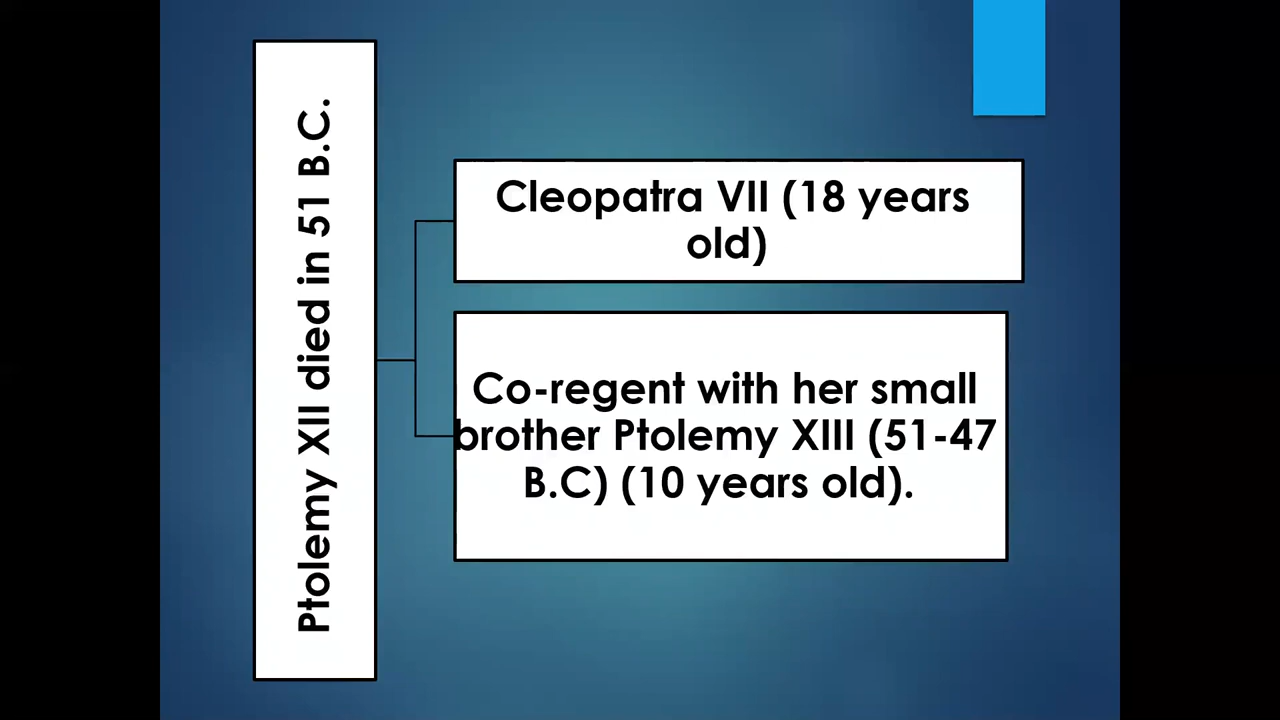 Ptolemy XII died in 51 B.C.
Cleopatra VII (18 years
old)
Co-regent with her small
brother Ptolemy XIII (51-47
B.C) (10 years old).